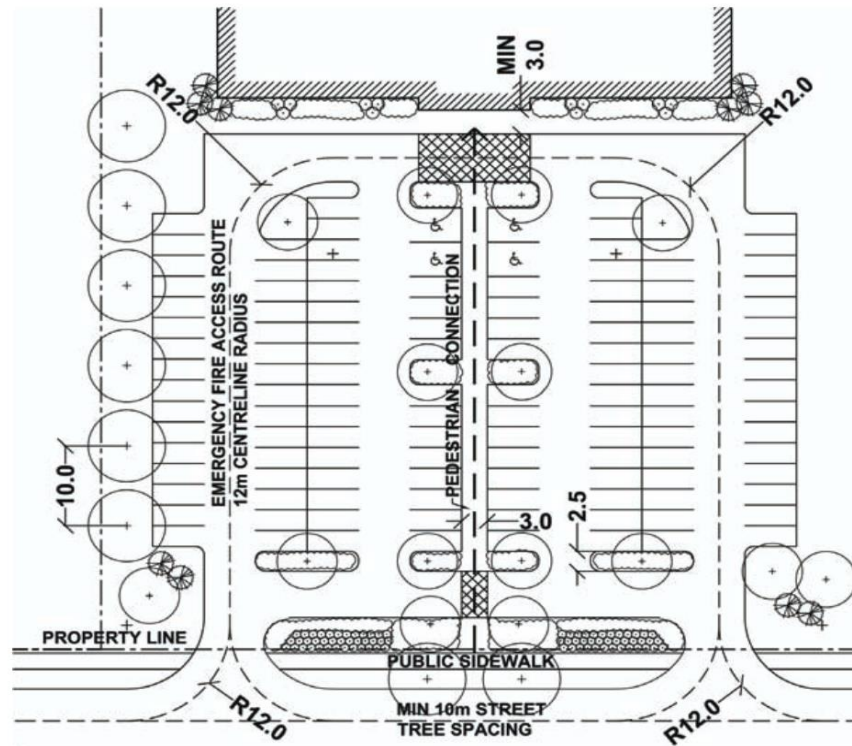 MIN
3.0
R12.0
R12.0
EMERGENCY FIRE ACCESS ROUTE
12m CENTRELINE RADIUS
PEDESTRIAN CONNECTION
10.0
3.0
2.5
PROPERTY LINE
PUBLIC SIDEWALK
R12.0
MIN 10m STREET
TREE SPACING
R12.0